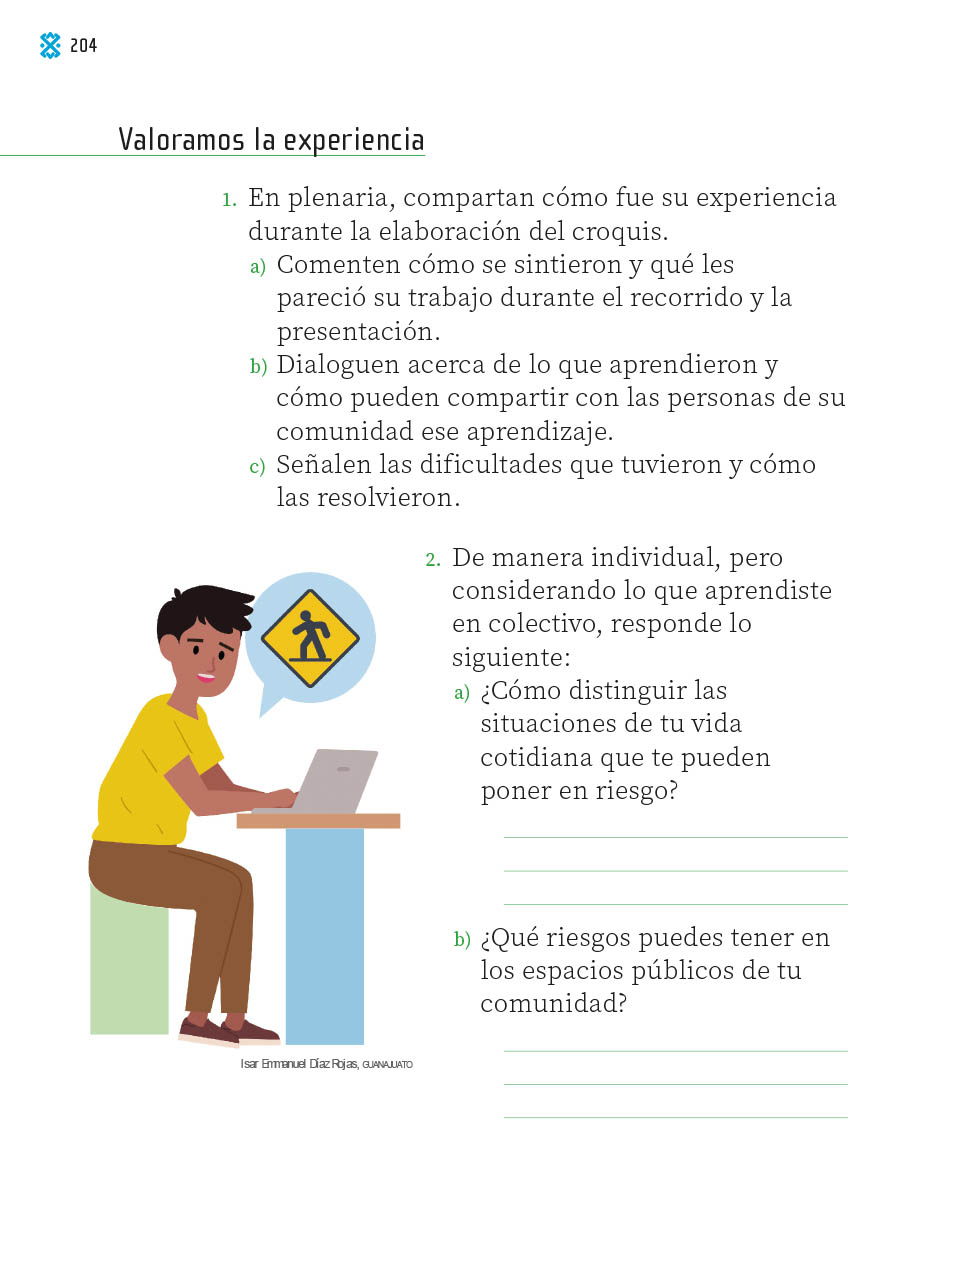 204
Valoramos la experiencia
1. En plenaria, compartan cómo fue su experiencia
durante la elaboración del croquis.
a) Comenten cómo se sintieron y qué les
pareció su trabajo durante el recorrido y la
presentación.
b) Dialoguen acerca de lo que aprendieron y
cómo pueden compartir con las personas de su
comunidad ese aprendizaje.
c) Señalen las dificultades que tuvieron y cómo
las resolvieron.
2. De manera individual, pero
considerando lo que aprendiste
en colectivo, responde lo
siguiente:
a) ¿Cómo distinguir las
situaciones de tu vida
cotidiana que te pueden
poner en riesgo?
b) ¿Qué riesgos puedes tener en
los espacios públicos de tu
comunidad?
Isar Emmanuel Díaz Rojas, GUANAJUATO